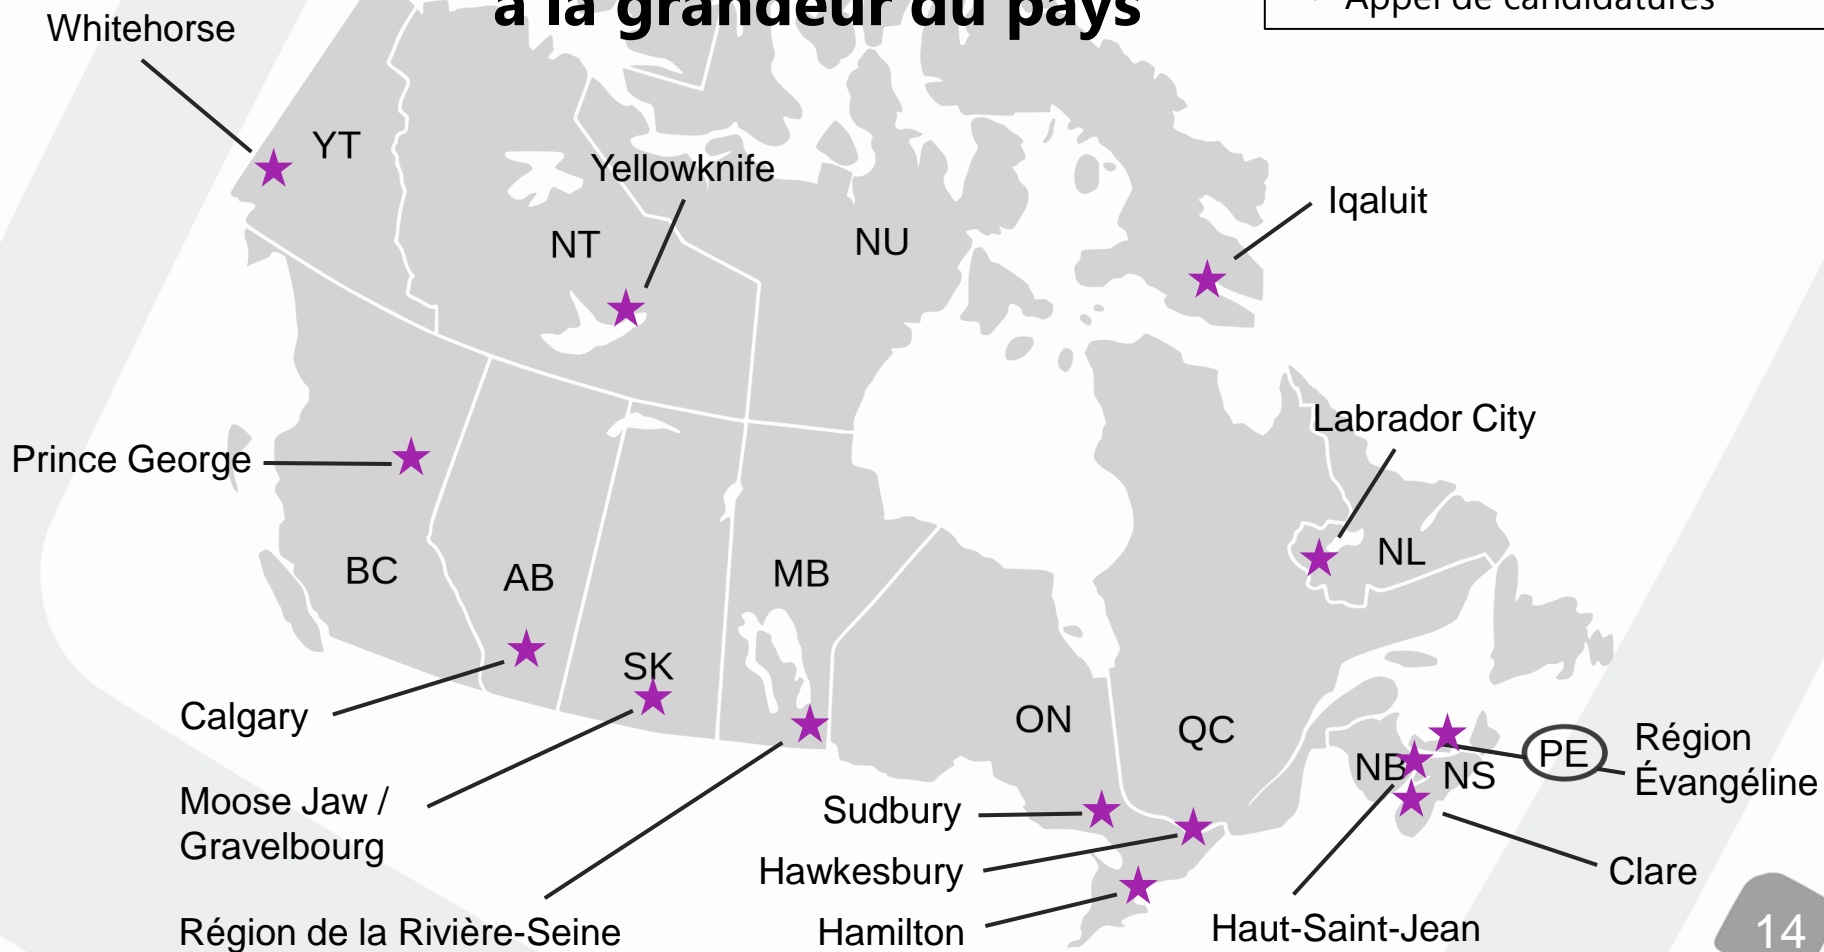 à la grandeur du pays
Appel de candidatures
Whitehorse
YT
Yellowknife
Iqaluit
NT
NU
Labrador City
Prince George
NL
BC
AB
MB
SK
Calgary
ON
QC
NB
NS
PE
Région
Évangéline
Moose Jaw /
Gravelbourg
Sudbury
Hawkesbury
Clare
Région de la Rivière-Seine
Hamilton
Haut-Saint-Jean
14